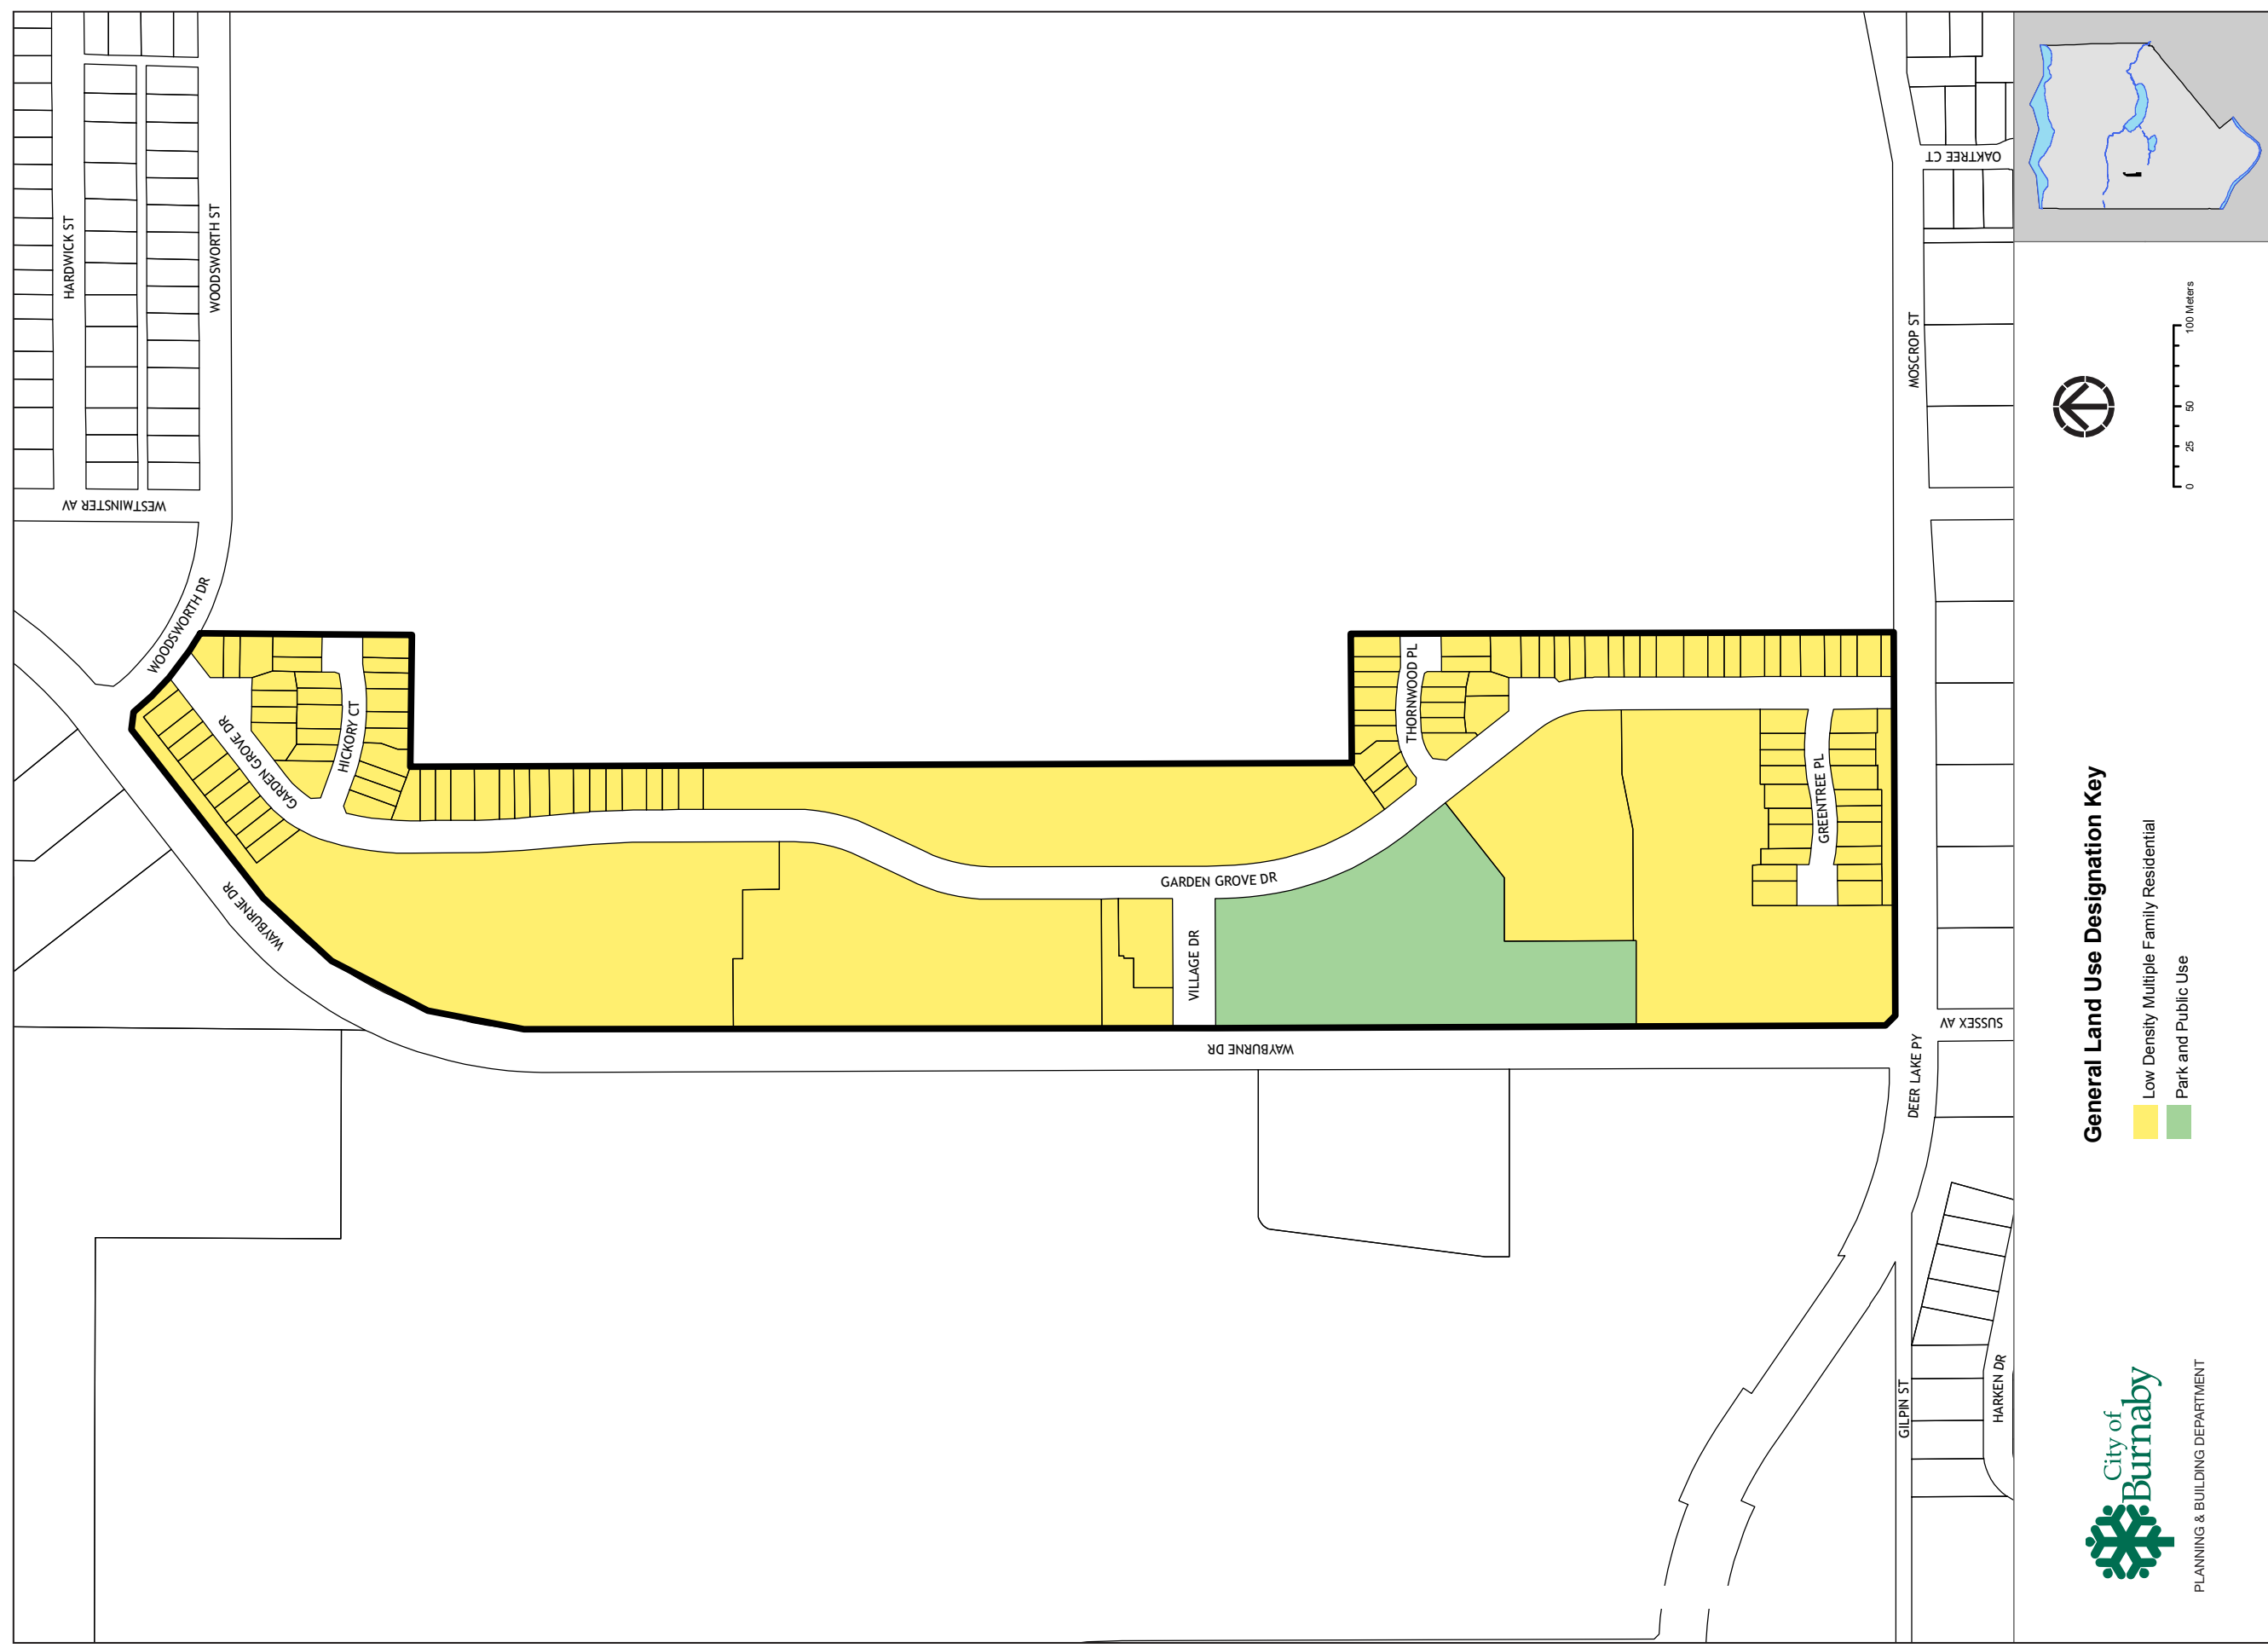 HARDWICK ST
WOODSWORTH ST
WESTMINSTER AV
WOODSWORTH DR
GARDEN GROVE DR
HICKORY CT
WAYBURNE DR
GARDEN GROVE DR
VILLAGE DR
WAYBURNE DR
THORNWOOD PL
GREENTREE PL
OAKTREE CT
MOSCROP ST
SUSSEX AV
DEER LAKE PY
GILPIN ST
HARKEN DR
0 25 50 100 Meters
General Land Use Designation Key
Low Density Multiple Family Residential
Park and Public Use
City of
Burnaby
PLANNING & BUILDING DEPARTMENT